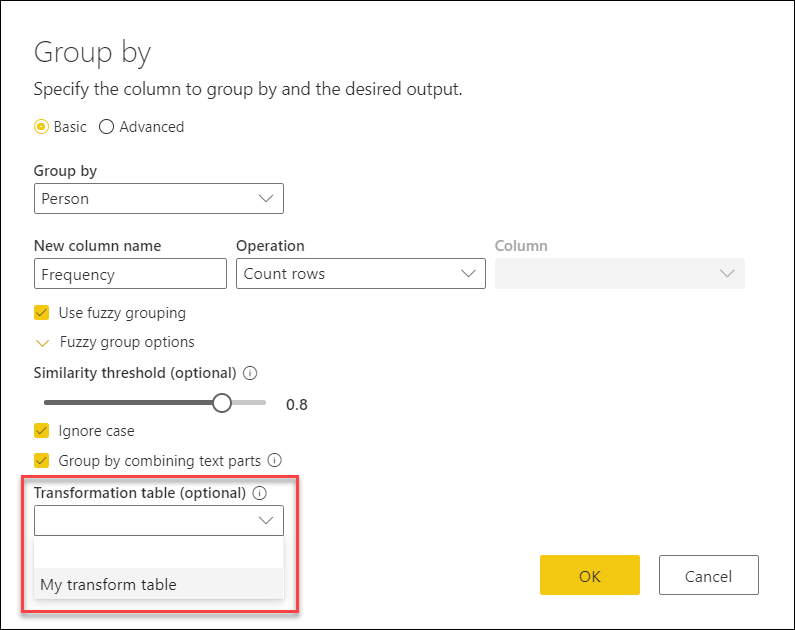 Group by
Specify the column to group by and the desired output.
Basic Advanced
Group by
Person
New column name Operation Column
Frequency Count rows
Use fuzzy grouping
Fuzzy group options
Similarity threshold (optional)
0.8
Ignore case
Group by combining text parts
Transformation table (optional)
My transform table
OK Cancel